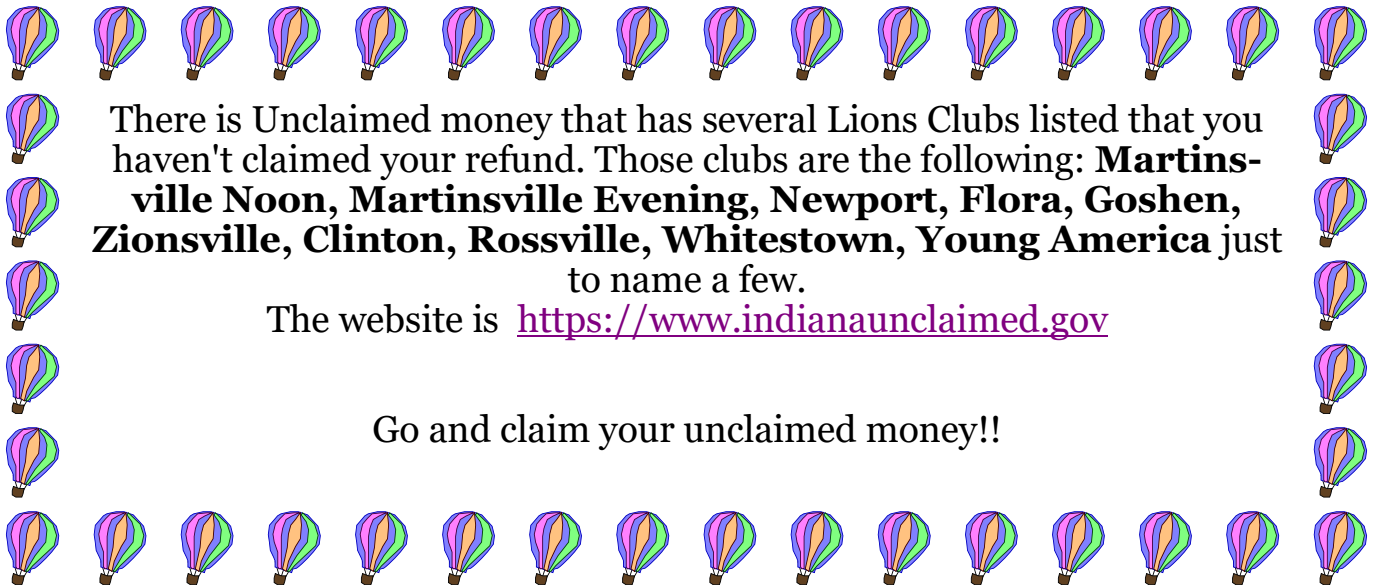 There is Unclaimed money that has several Lions Clubs listed that you
haven't claimed your refund. Those clubs are the following: Martins-
ville Noon, Martinsville Evening, Newport, Flora, Goshen,
Zionsville, Clinton, Rossville, Whitestown, Young America just
to name a few.
The website is https://www.indianaunclaimed.gov
Go and claim your unclaimed money!!